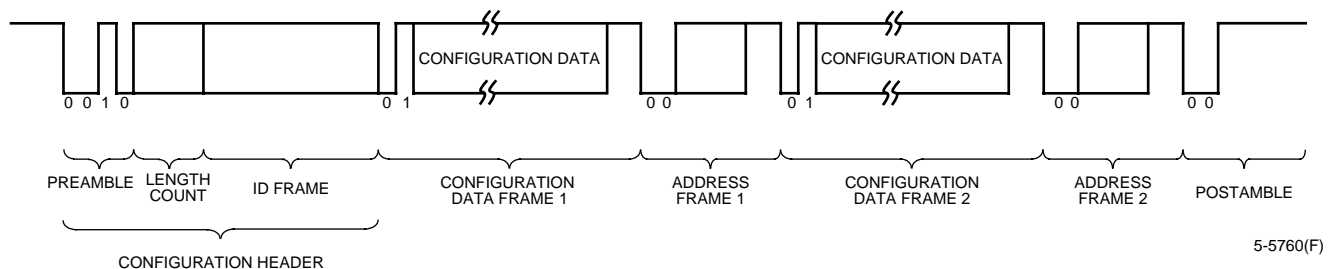 CONFIGURATION DATA
CONFIGURATION DATA
0 0 1 0
0 1
0 0
0 1
0 0
0 0
PREAMBLE
LENGTH
COUNT
ID FRAME
CONFIGURATION
DATA FRAME 1
ADDRESS
FRAME 1
CONFIGURATION
DATA FRAME 2
ADDRESS
FRAME 2
POSTAMBLE
CONFIGURATION HEADER
5-5760(F)